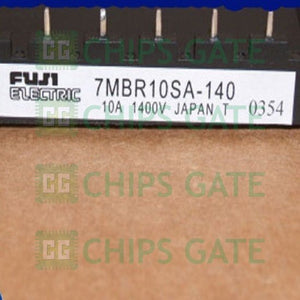 CHIPS GATE
FUJI
ELECTRIC
7MBR10SA-140
10A 1400V JAPAN T 0354
CHIPS GATE
CHIPS GATE
CHIPS GATE